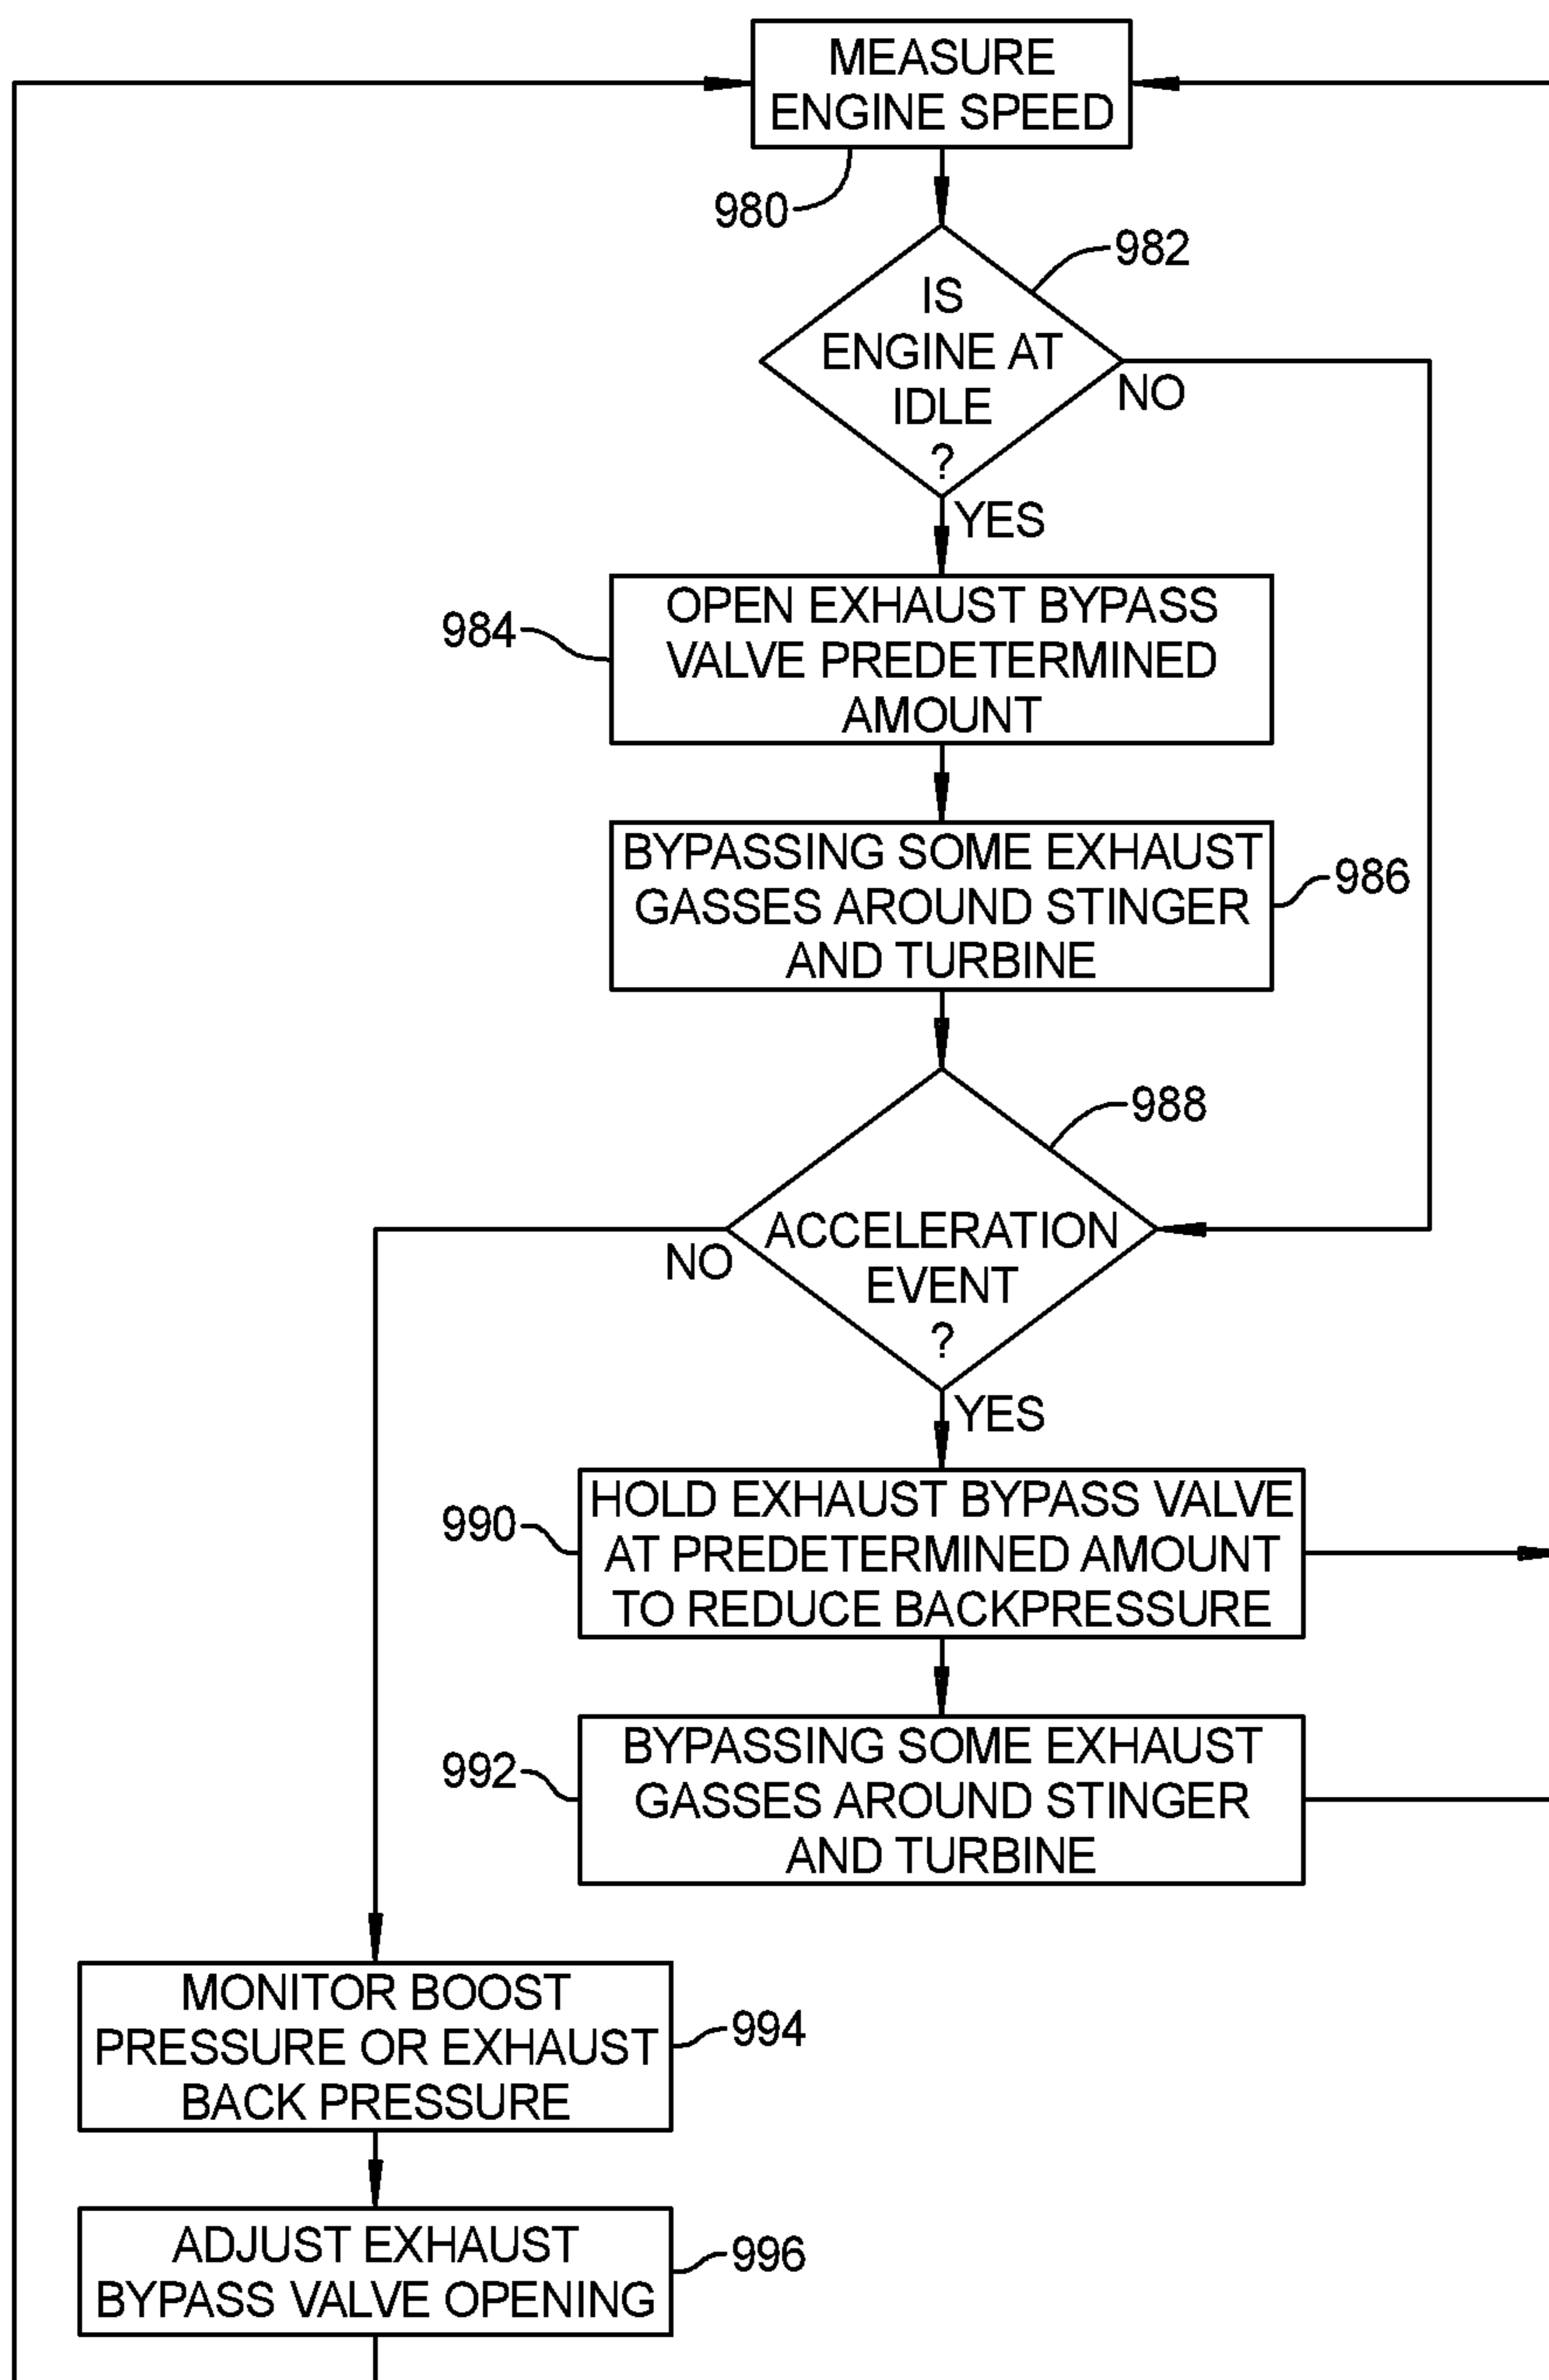 MEASURE
ENGINE SPEED
980
982
IS
ENGINE AT
IDLE
?
NO
YES
984
OPEN EXHAUST BYPASS
VALVE PREDETERMINED
AMOUNT
BYPASSING SOME EXHAUST
GASSES AROUND STINGER
AND TURBINE
986
988
ACCELERATION
EVENT
?
NO
YES
990
HOLD EXHAUST BYPASS VALVE
AT PREDETERMINED AMOUNT
TO REDUCE BACKPRESSURE
992
BYPASSING SOME EXHAUST
GASSES AROUND STINGER
AND TURBINE
MONITOR BOOST
PRESSURE OR EXHAUST
BACK PRESSURE
994
ADJUST EXHAUST
BYPASS VALVE OPENING
996